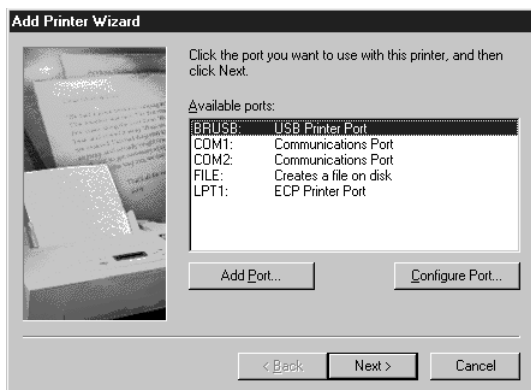 Add Printer Wizard
Click the port you want to use with this printer, and then
click Next.
Available ports:
BRUSB: USB Printer Port
COM1: Communications Port
COM2: Communications Port
FILE: Creates a file on disk
LPT1: ECP Printer Port
Add Port... Configure Port...
< Back Next > Cancel